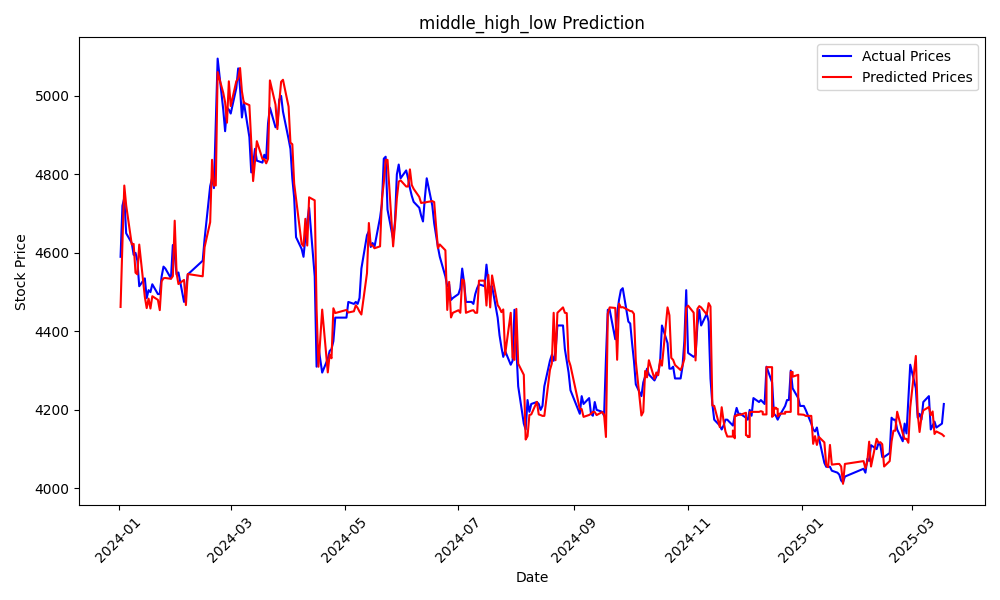 middle_high_low Prediction
Actual Prices
Predicted Prices
Stock Price
5000
4800
4600
4400
4200
4000
2024-01
2024-03
2024-05
2024-07
2024-09
2024-11
2025-01
2025-03
Date